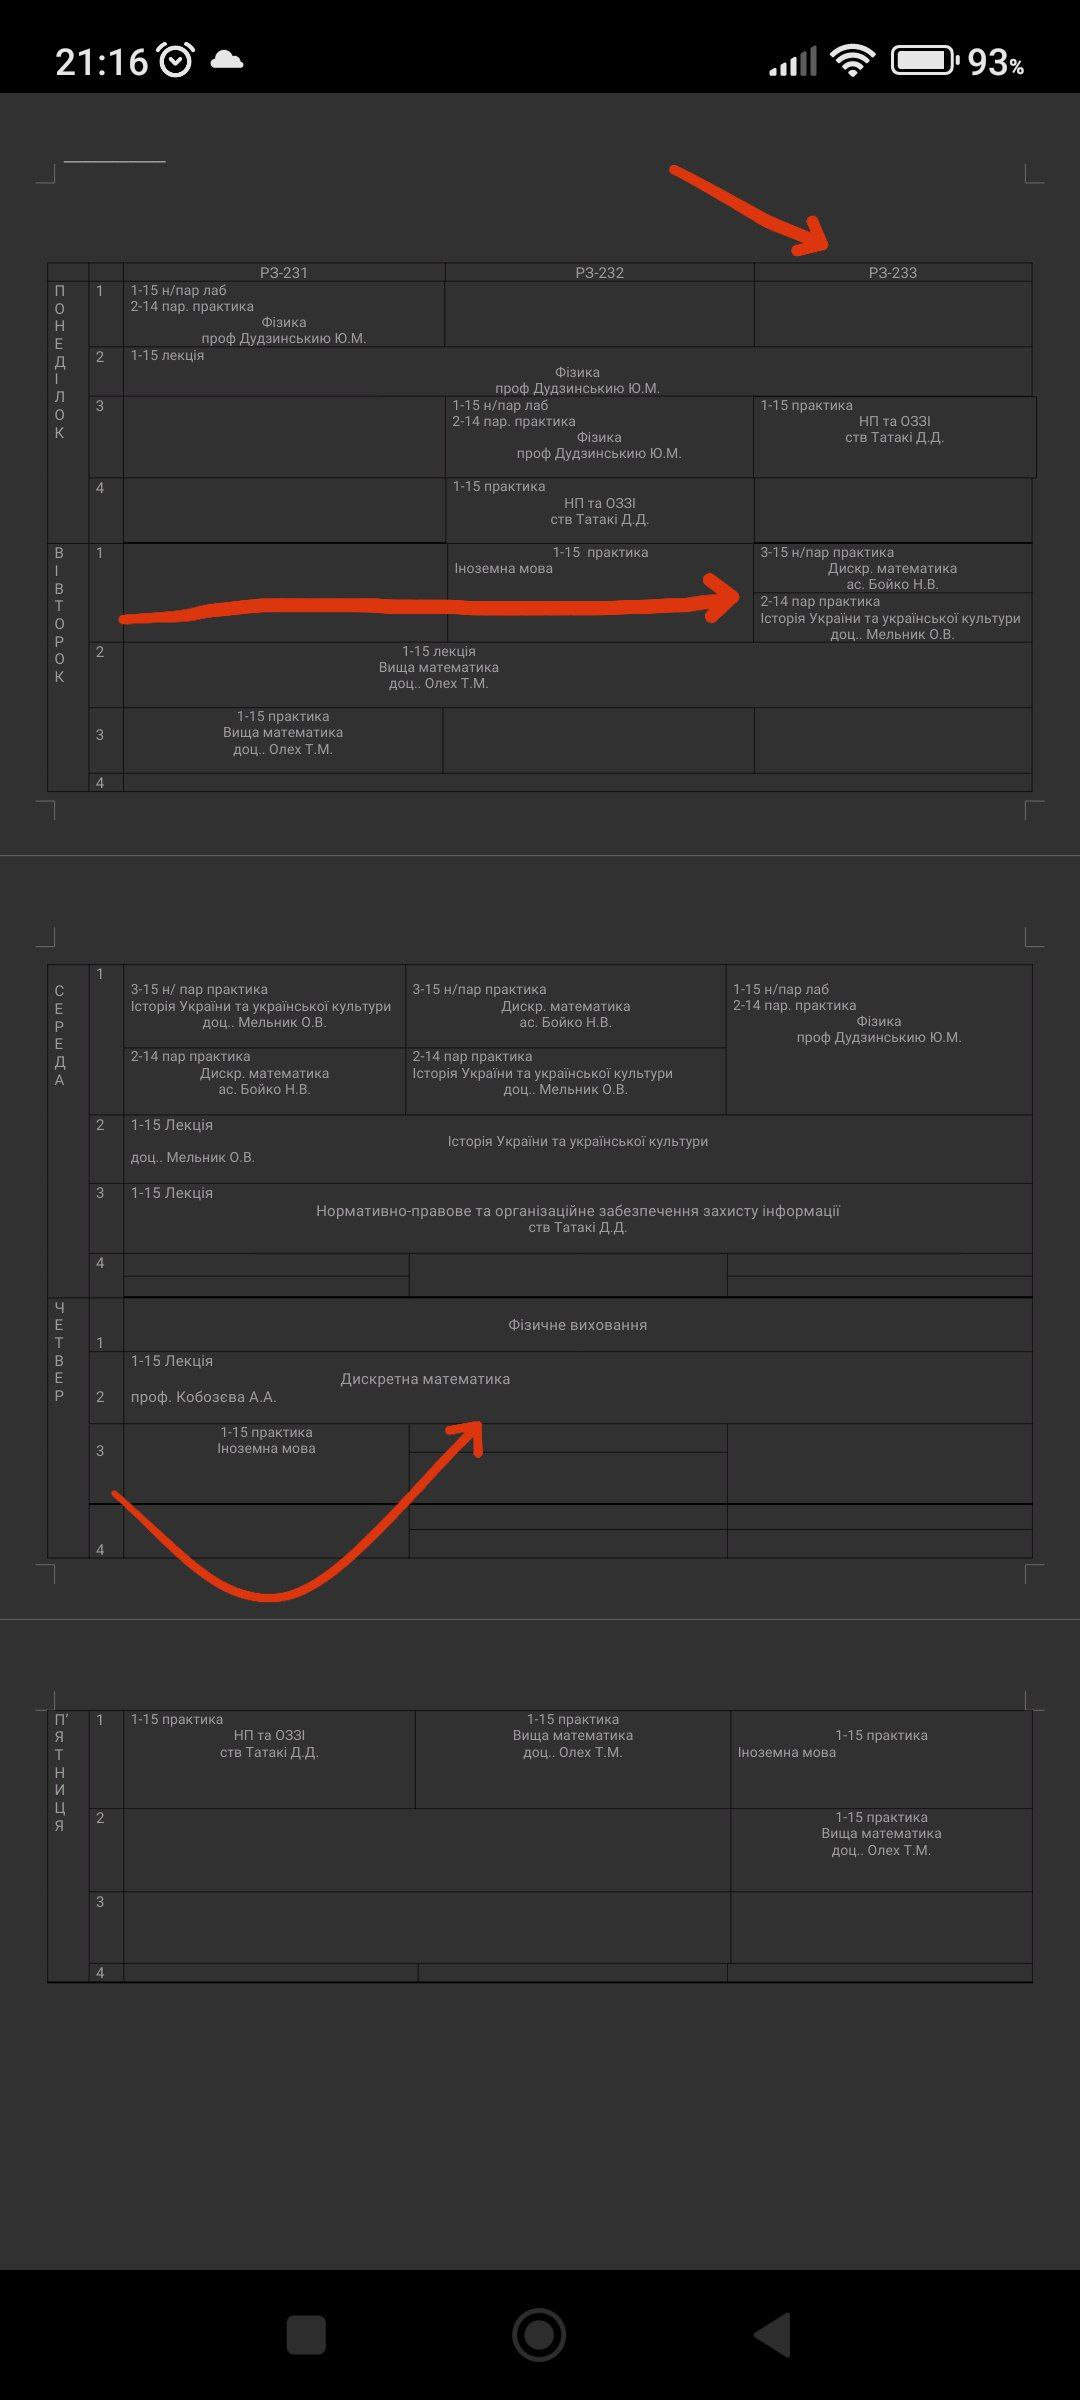 21:16
93%
РЗ-231
РЗ-232
РЗ-233
ПОНЕДІЛОК
1
1-15 н/пар лаб
2-14 пар. практика
Фізика
проф Дудзинськию Ю.М.
2
1-15 лекція
Фізика
проф Дудзинськию Ю.М.
3
1-15 н/пар лаб
2-14 пар. практика
Фізика
проф Дудзинськию Ю.М.
1-15 практика
НП та ОЗЗІ
ств Татакі Д.Д.
4
1-15 практика
НП та ОЗЗІ
ств Татакі Д.Д.
ВІВТОРОК
1
1-15 практика
Іноземна мова
3-15 н/пар практика
Дискр. математика
ас. Бойко Н.В.
2-14 пар практика
Історія України та української культури
доц.. Мельник О.В.
2
1-15 лекція
Вища математика
доц.. Олех Т.М.
3
1-15 практика
Вища математика
доц.. Олех Т.М.
4
СЕРЕДА
1
3-15 н/ пар практика
Історія України та української культури
доц.. Мельник О.В.
3-15 н/пар практика
Дискр. математика
ас. Бойко Н.В.
1-15 н/пар лаб
2-14 пар. практика
Фізика
проф Дудзинськию Ю.М.
2-14 пар практика
Дискр. математика
ас. Бойко Н.В.
2-14 пар практика
Історія України та української культури
доц.. Мельник О.В.
2
1-15 Лекція
Історія України та української культури
доц.. Мельник О.В.
3
1-15 Лекція
Нормативно-правове та організаційне забезпечення захисту інформації
ств Татакі Д.Д.
4
ЧЕТВЕР
1
Фізичне виховання
2
1-15 Лекція
Дискретна математика
проф. Кобозєва А.А.
3
1-15 практика
Іноземна мова
4
П'ЯТНИЦЯ
1
1-15 практика
НП та ОЗЗІ
ств Татакі Д.Д.
1-15 практика
Вища математика
доц.. Олех Т.М.
1-15 практика
Іноземна мова
2
1-15 практика
Вища математика
доц.. Олех Т.М.
3
4